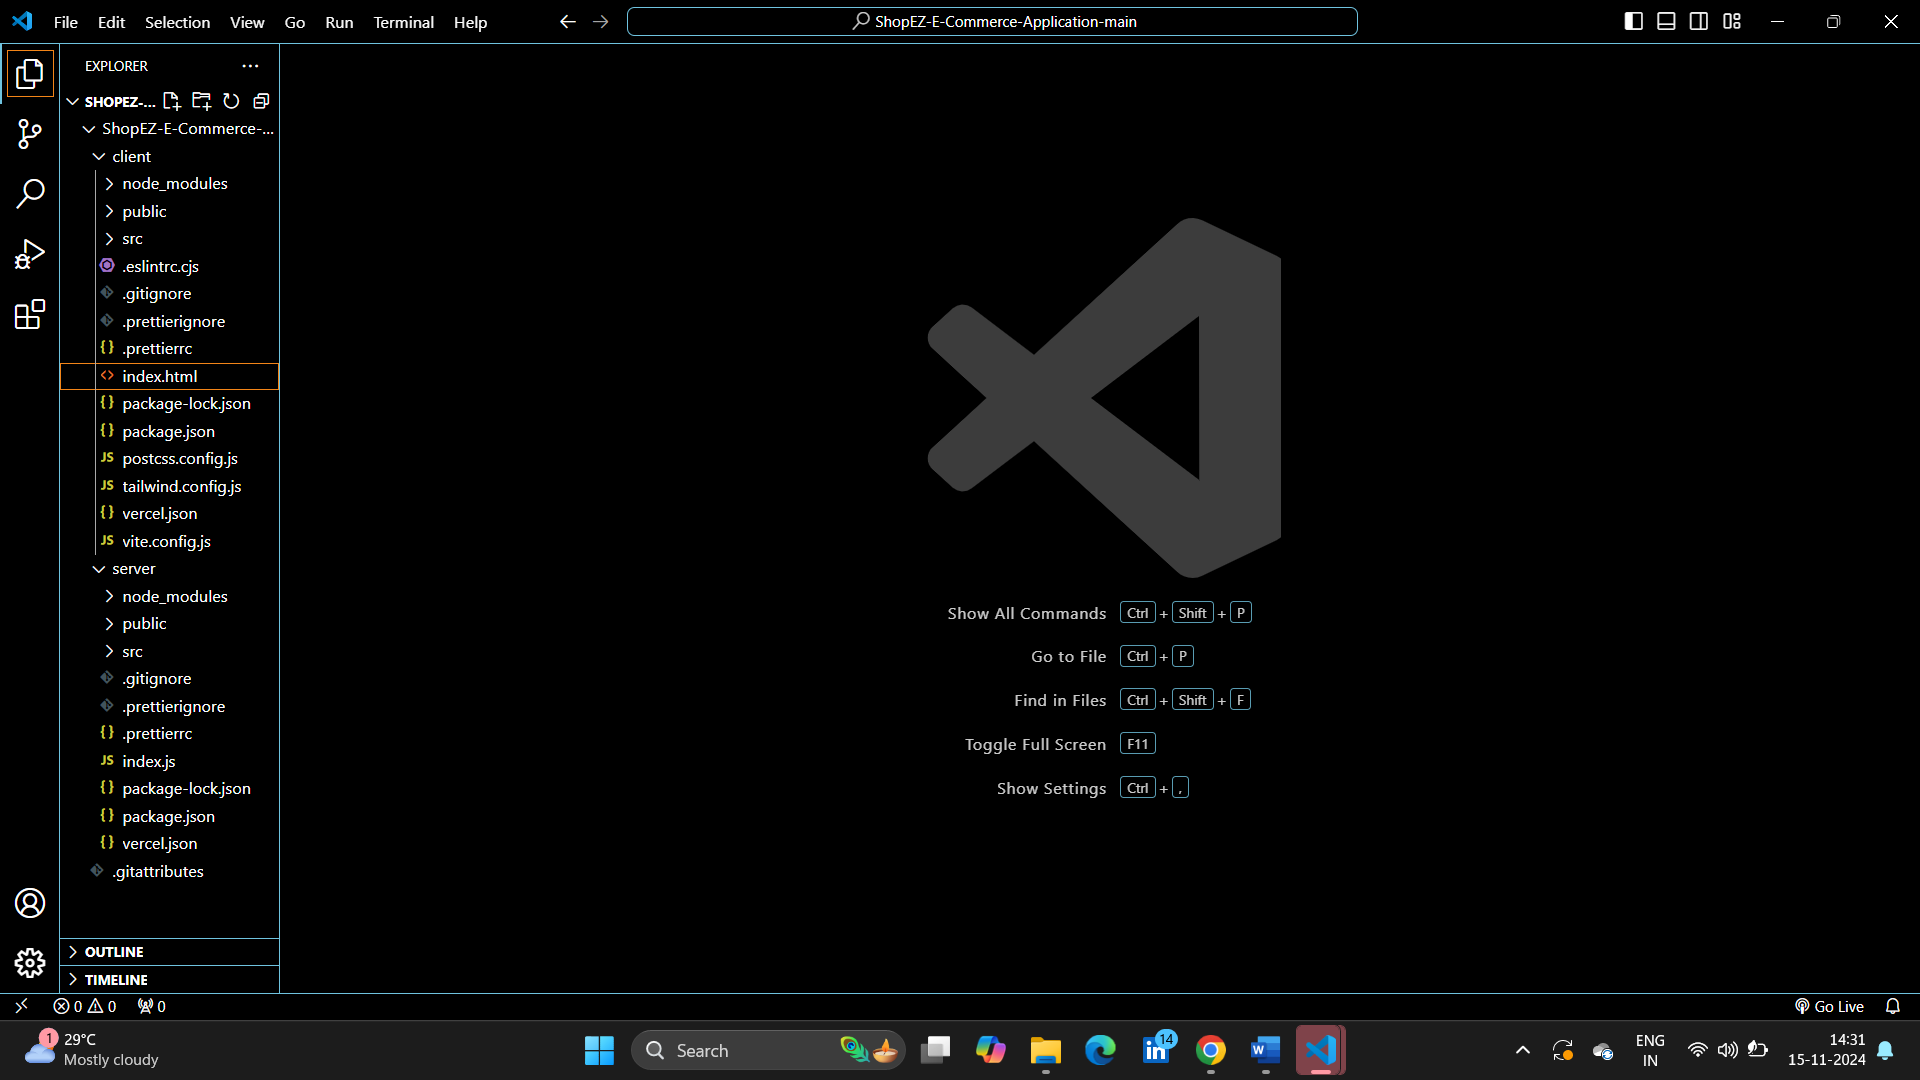 File Edit Selection View Go Run Terminal Help
ShopEZ-E-Commerce-Application-main
EXPLORER
SHOPEZ-...
ShopEZ-E-Commerce-...
client
node_modules
public
src
.eslintrc.cjs
.gitignore
.prettierignore
{} .prettierrc
<> index.html
{} package-lock.json
{} package.json
JS postcss.config.js
JS tailwind.config.js
{} vercel.json
JS vite.config.js
server
node_modules
public
src
.gitignore
.prettierignore
{} .prettierrc
JS index.js
{} package-lock.json
{} package.json
{} vercel.json
.gitattributes
OUTLINE
TIMELINE
Show All Commands Ctrl + Shift + P
Go to File Ctrl + P
Find in Files Ctrl + Shift + F
Toggle Full Screen F11
Show Settings Ctrl + ,
0 0 0
Go Live
1
29°C
Mostly cloudy
Search
14
W
ENG
IN
14:31
15-11-2024